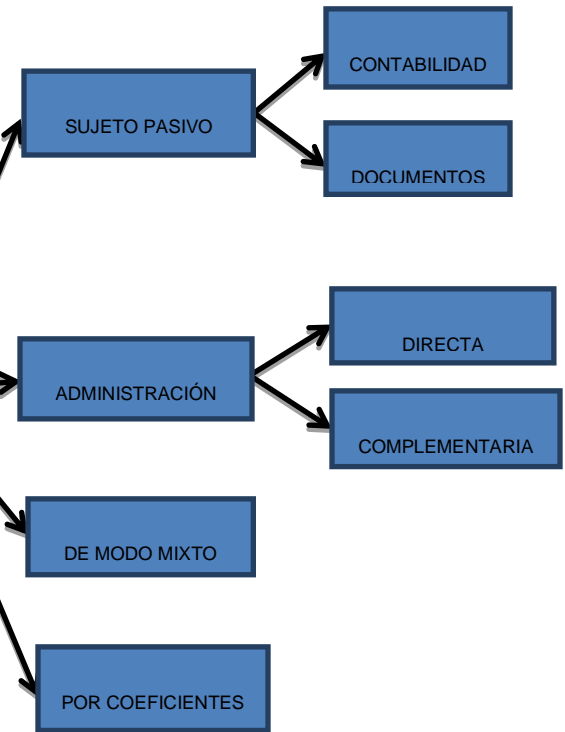 SUJETO PASIVO
CONTABILIDAD
DOCUMENTOS
ADMINISTRACIÓN
DIRECTA
COMPLEMENTARIA
DE MODO MIXTO
POR COEFICIENTES